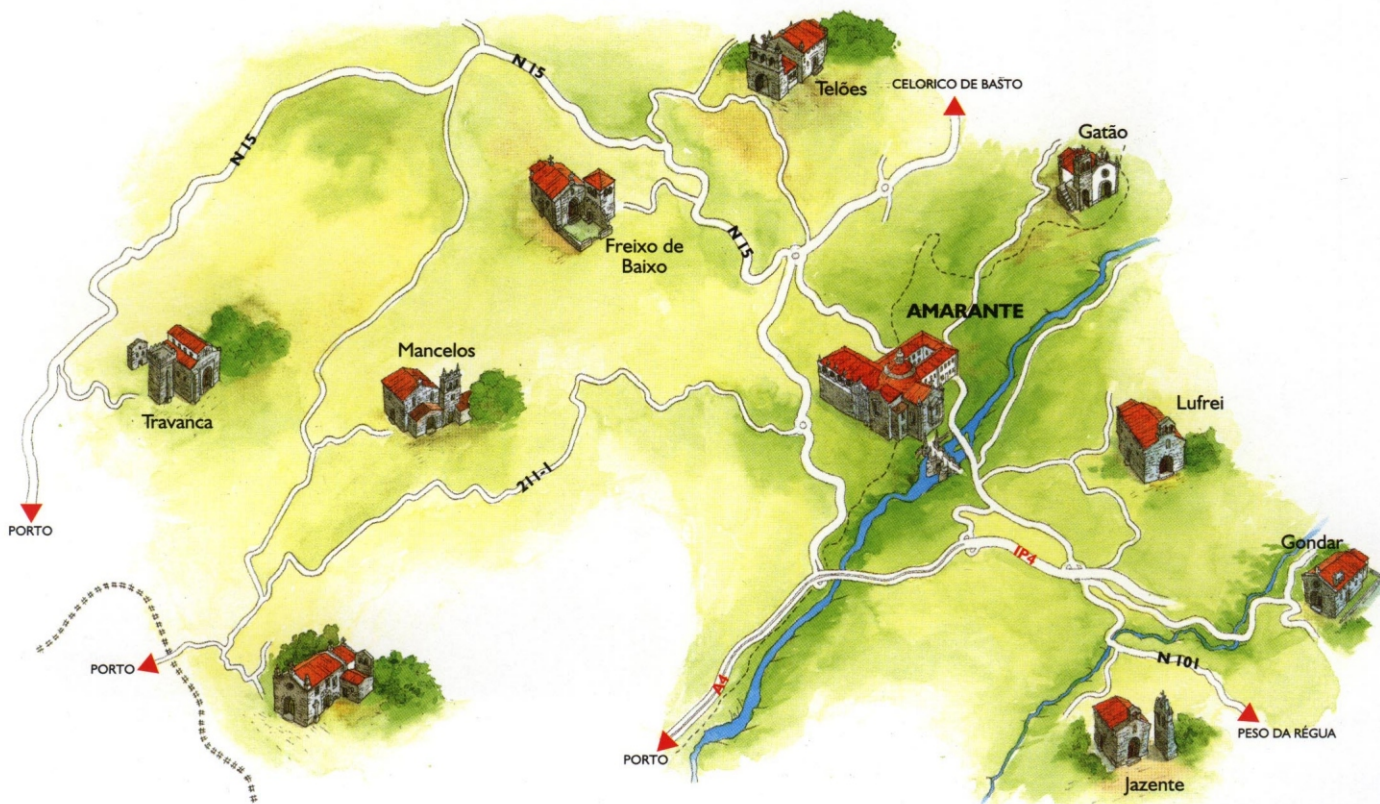 N 15
Telões
CELORICO DE BASTO
N 15
Gatão
Freixo de
Baixo
N 15
AMARANTE
Mancelos
Travanca
Lufrei
211-1
PORTO
IP4
Gondar
PORTO
A4
N 101
PORTO
PESO DA RÉGUA
Jazente